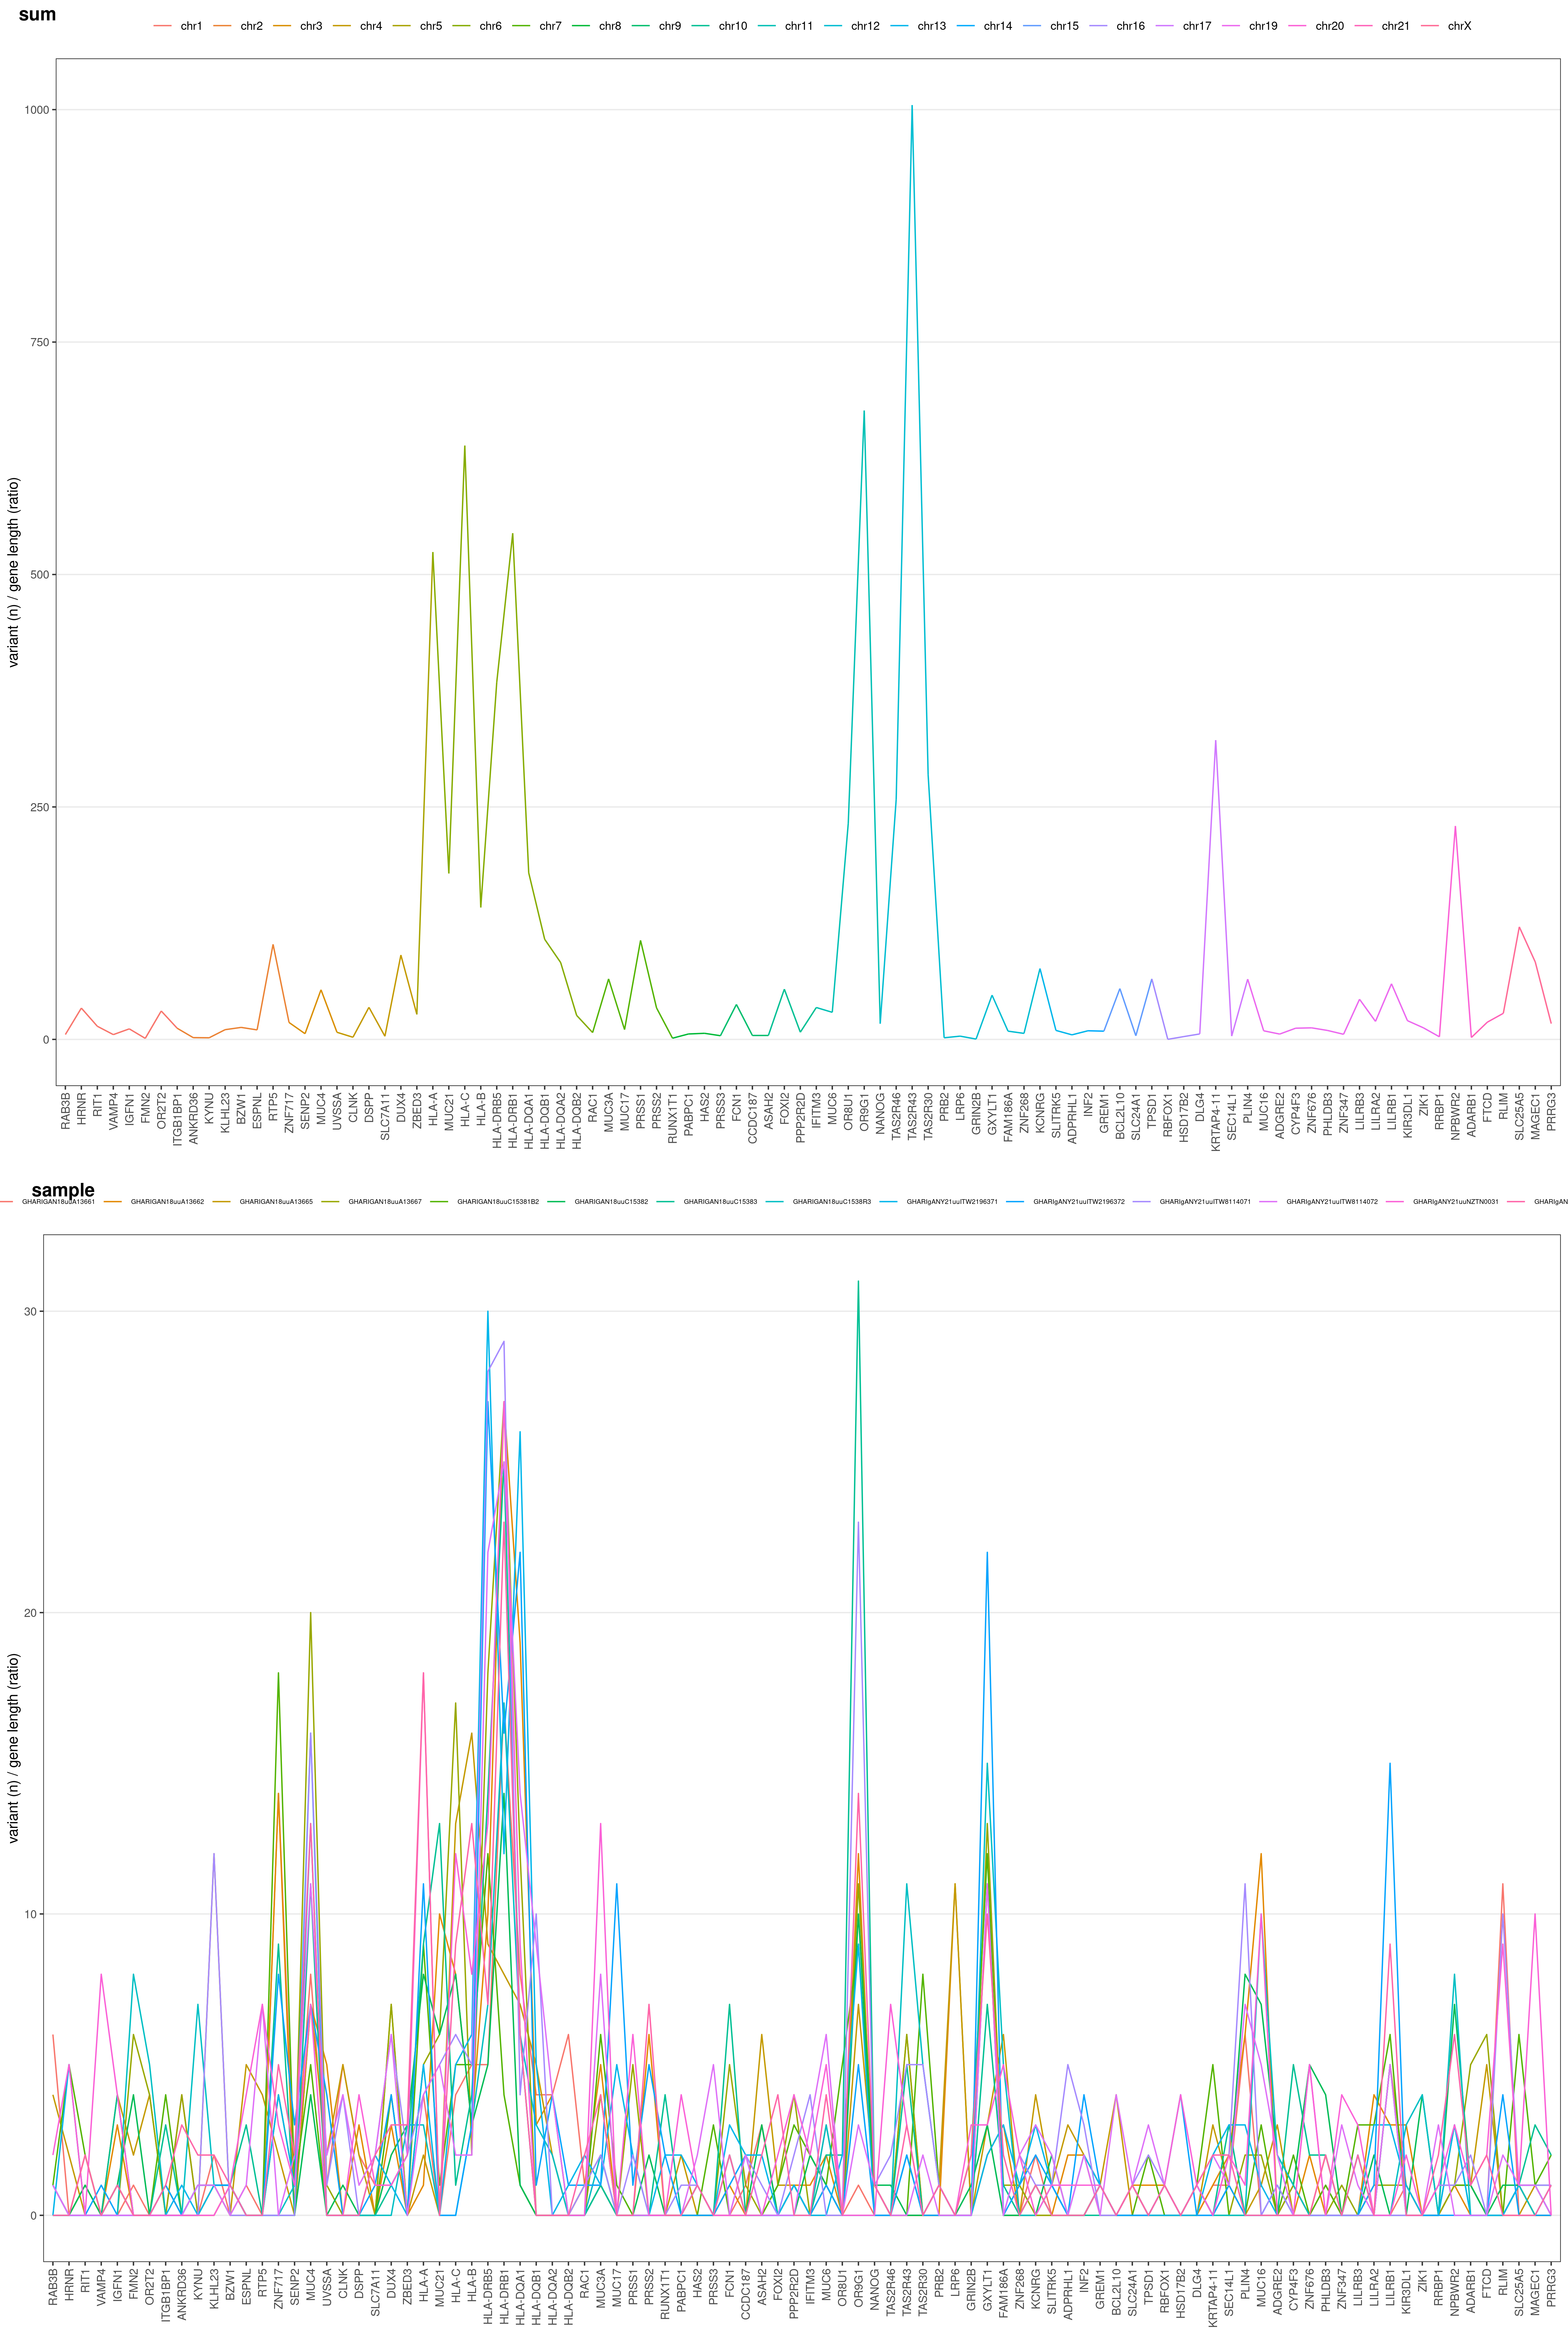 sum
chr1 chr2 chr3 chr4 chr5 chr6 chr7 chr8 chr9 chr10 chr11 chr12 chr13 chr14 chr15 chr16 chr17 chr19 chr20 chr21 chrX
variant (n) / gene length (ratio)
1000
750
500
250
0
RAB3B HRNR RIT1 VAMP4 IGFN1 FMN2 OR2T2 ITGB1BP1 ANKRD36 KYNU KLHL23 BZW1 ESPNL RTP5 ZNF717 SENP2 MUC4 UVSSA CLNK DSPP SLC7A11 DUX4 ZBED3 HLA-A MUC21 HLA-C HLA-B HLA-DRB5 HLA-DRB1 HLA-DQA1 HLA-DQB1 HLA-DQA2 HLA-DQB2 RAC1 MUC3A MUC17 PRSS1 PRSS2 RUNX1T1 PABPC1 HAS2 PRSS3 FCN1 CCDC187 ASAH2 FOXI2 PPP2R2D IFITM3 MUC6 OR8U1 OR9G1 NANOG TAS2R46 TAS2R43 TAS2R30 PRB2 LRP6 GRIN2B GXYLT1 FAM186A ZNF268 KCNRG SLITRK5 ADPRHL1 INF2 GREM1 BCL2L10 SLC24A1 TPSD1 RBFOX1 HSD17B2 DLG4 KRTAP4-11 SEC14L1 PLIN4 MUC16 ADGRE2 CYP4F3 ZNF676 PHLDB3 ZNF347 LILRB3 LILRA2 LILRB1 KIR3DL1 ZIK1 RRBP1 NPBWR2 ADARB1 FTCD RLIM SLC25A5 MAGEC1 PRRG3
sample
GHARIGAN18uuA13661 GHARIGAN18uuA13662 GHARIGAN18uuA13665 GHARIGAN18uuA13667 GHARIGAN18uuC15381B2 GHARIGAN18uuC15382 GHARIGAN18uuC15383 GHARIGAN18uuC1538R3 GHARIgANY21uuITW2196371 GHARIgANY21uuITW2196372 GHARIgANY21uuITW8114071 GHARIgANY21uuITW8114072 GHARIgANY21uuNZTN0031 GHARIgAN
variant (n) / gene length (ratio)
30
20
10
0
RAB3B HRNR RIT1 VAMP4 IGFN1 FMN2 OR2T2 ITGB1BP1 ANKRD36 KYNU KLHL23 BZW1 ESPNL RTP5 ZNF717 SENP2 MUC4 UVSSA CLNK DSPP SLC7A11 DUX4 ZBED3 HLA-A MUC21 HLA-C HLA-B HLA-DRB5 HLA-DRB1 HLA-DQA1 HLA-DQB1 HLA-DQA2 HLA-DQB2 RAC1 MUC3A MUC17 PRSS1 PRSS2 RUNX1T1 PABPC1 HAS2 PRSS3 FCN1 CCDC187 ASAH2 FOXI2 PPP2R2D IFITM3 MUC6 OR8U1 OR9G1 NANOG TAS2R46 TAS2R43 TAS2R30 PRB2 LRP6 GRIN2B GXYLT1 FAM186A ZNF268 KCNRG SLITRK5 ADPRHL1 INF2 GREM1 BCL2L10 SLC24A1 TPSD1 RBFOX1 HSD17B2 DLG4 KRTAP4-11 SEC14L1 PLIN4 MUC16 ADGRE2 CYP4F3 ZNF676 PHLDB3 ZNF347 LILRB3 LILRA2 LILRB1 KIR3DL1 ZIK1 RRBP1 NPBWR2 ADARB1 FTCD RLIM SLC25A5 MAGEC1 PRRG3